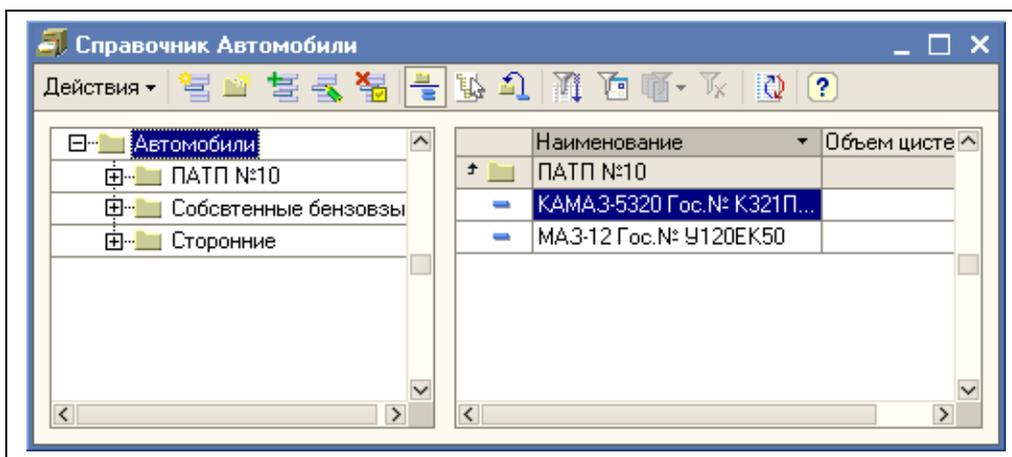 Справочник Автомобили
Действия
Автомобили
ПАТП №10
Собсвтенные бензовзы
Сторонние
Наименование Объем цисте
ПАТП №10
КАМАЗ-5320 Гос.№ К321П...
МАЗ-12 Гос.№ У120ЕК50